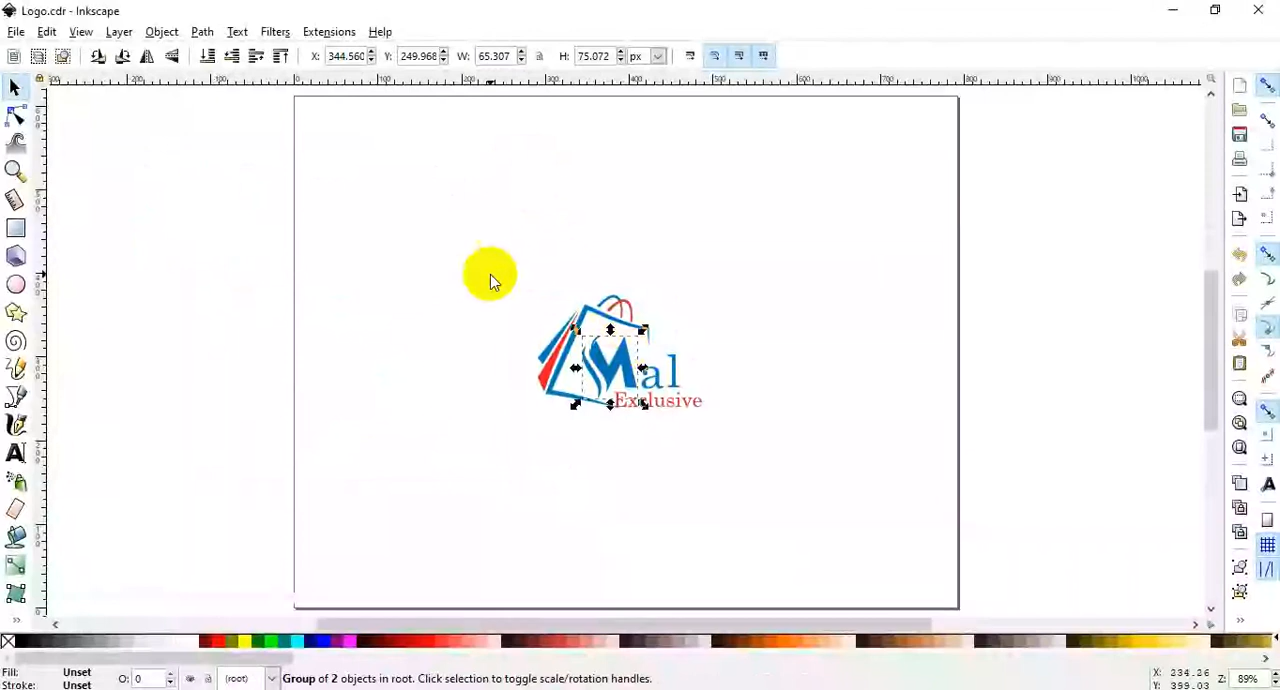 Logo.cdr - Inkscape
File Edit View Layer Object Path Text Filters Extensions Help
X: 344.560 Y: 249.968 W: 65.307 H: 75.072 px
Mal
Exclusive
Fill: Unset
Stroke: Unset
O: 0
(root)
Group of 2 objects in root. Click selection to toggle scale/rotation handles.
X: 234.26
Y: 399.03
Z: 89%